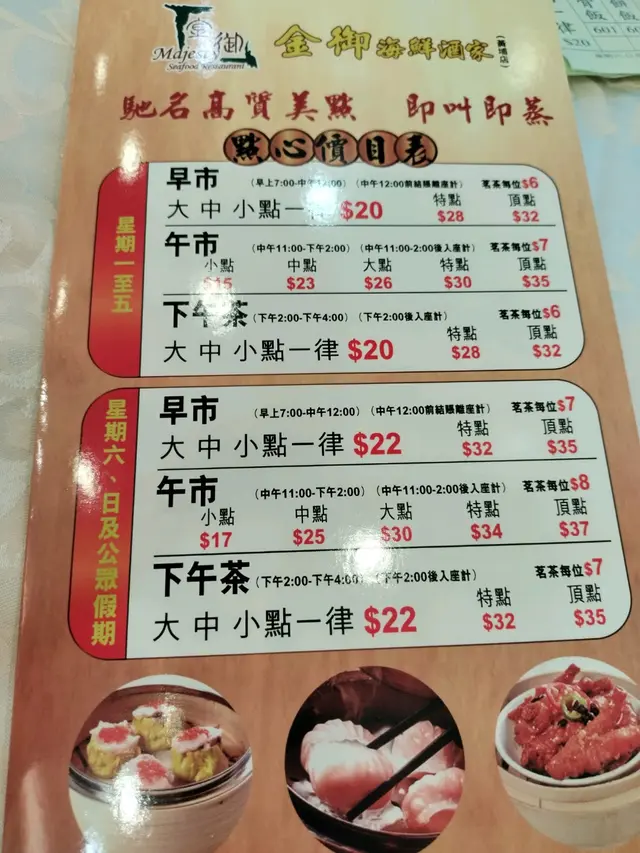 皇御
Majesty
Seafood Restaurant
金御海鮮酒家
(黃埔店)
馳名高質美點 即叫即蒸
點心價目表
星期一至五
早市 (早上7:00-中午12:00) (中午12:00前結賬離座計) 茗茶每位$6
大 中 小點一律 $20 特點 $28 頂點 $32
午市 (中午11:00-下午2:00) (中午11:00-2:00後入座計) 茗茶每位$7
小點 中點 大點 特點 頂點
$15 $23 $26 $30 $35
下午茶 (下午2:00-下午4:00) (下午2:00後入座計) 茗茶每位$6
大 中 小點一律 $20 特點 $28 頂點 $32
星期六、日及公眾假期
早市 (早上7:00-中午12:00) (中午12:00前結賬離座計) 茗茶每位$7
大 中 小點一律 $22 特點 $32 頂點 $35
午市 (中午11:00-下午2:00) (中午11:00-2:00後入座計) 茗茶每位$8
小點 中點 大點 特點 頂點
$17 $25 $30 $34 $37
下午茶 (下午2:00-下午4:00) (下午2:00後入座計) 茗茶每位$7
大 中 小點一律 $22 特點 $32 頂點 $35
飯 飯
律 601 60
$20